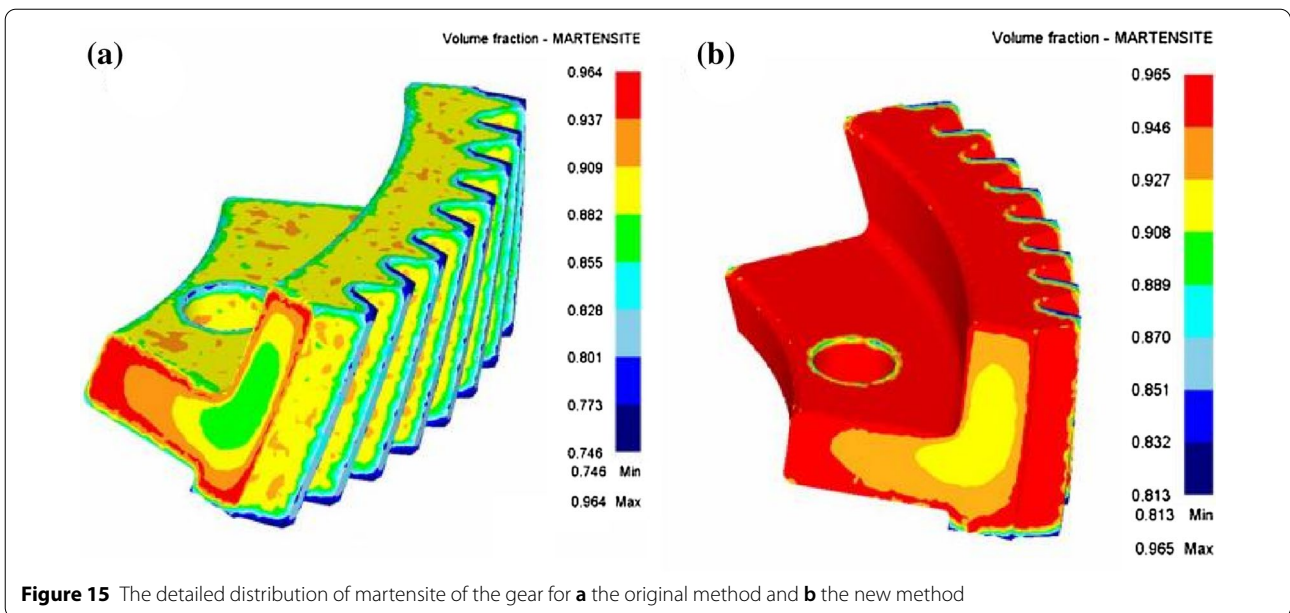 (a)
Volume fraction - MARTENSITE
0.964
0.937
0.909
0.882
0.855
0.828
0.801
0.773
0.746
0.746 Min
0.964 Max
(b)
Volume fraction - MARTENSITE
0.965
0.946
0.927
0.908
0.889
0.870
0.851
0.832
0.813
0.813 Min
0.965 Max
Figure 15 The detailed distribution of martensite of the gear for a the original method and b the new method